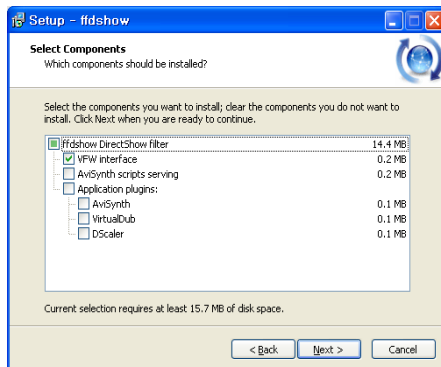 Setup - ffdshow
Select Components
Which components should be installed?
Select the components you want to install; clear the components you do not want to
install. Click Next when you are ready to continue.
ffdshow DirectShow filter 14.4 MB
VFW interface 0.2 MB
AviSynth scripts serving 0.2 MB
Application plugins:
AviSynth 0.1 MB
VirtualDub 0.1 MB
DScaler 0.1 MB
Current selection requires at least 15.7 MB of disk space.
< Back Next > Cancel